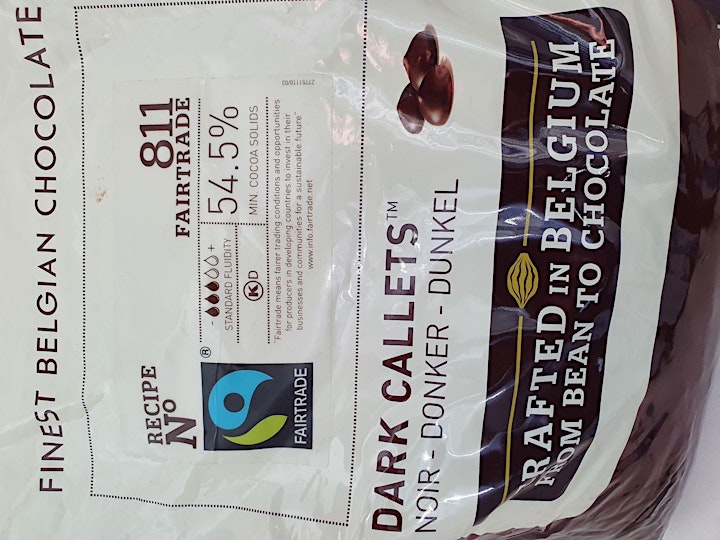 FINEST BELGIAN CHOCOLATE
RECIPE
No
811
FAIRTRADE
- +
STANDARD FLUIDITY
54.5%
MIN. COCOA SOLIDS
K D
"Fairtrade means fairer trading conditions and opportunities
for producers in developing countries to invest in their
businesses and communities for a sustainable future"
www.info.fairtrade.net
®
FAIRTRADE
DARK CALLETS™
NOIR - DONKER - DUNKEL
RAFTED IN BELGIUM
FROM BEAN TO CHOCOLATE